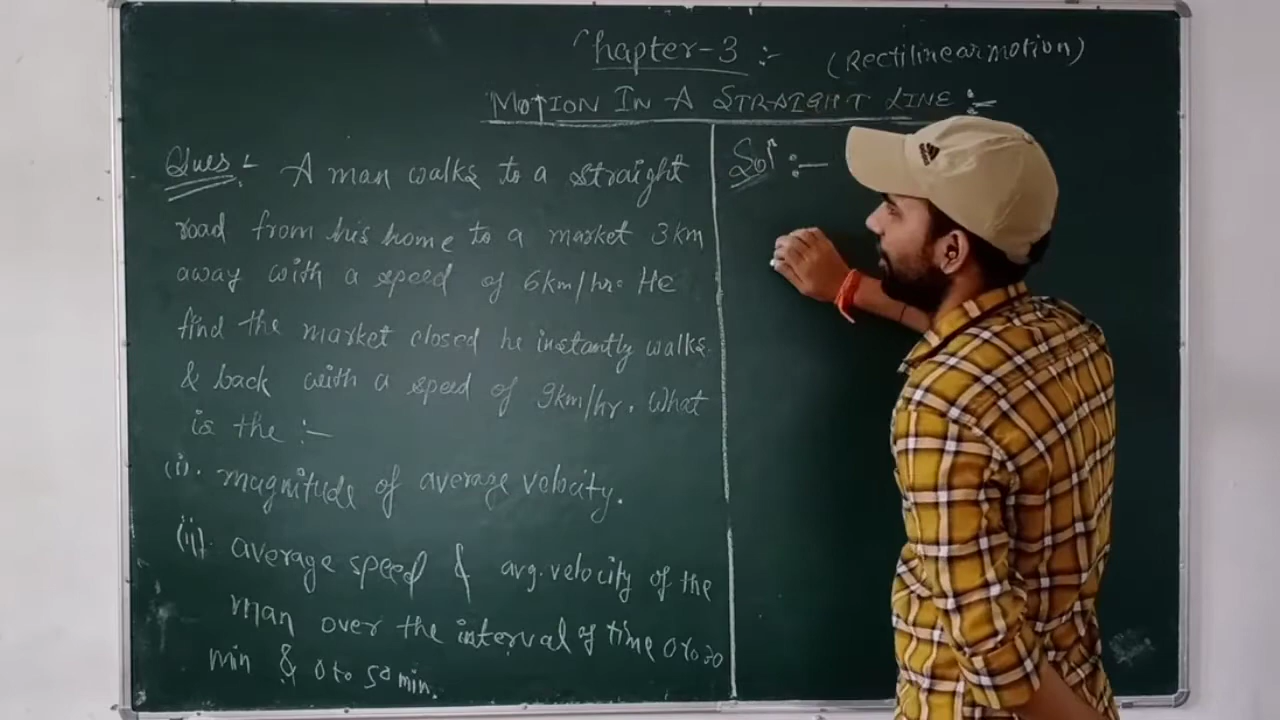 Chapter-3 :-
(Rectilinear motion)
MOTION IN A STRAIGHT LINE :-
Ques :- A man walks to a straight
road from his home to a market 3km
away with a speed of 6km/hr. He
find the market closed he instantly walks
& back with a speed of 9km/hr. What
is the :-
(i). magnitude of average velocity.
(ii). average speed & avg. velocity of the
man over the interval of time 0 to 30
min & 0 to 50 min.
Sol :-